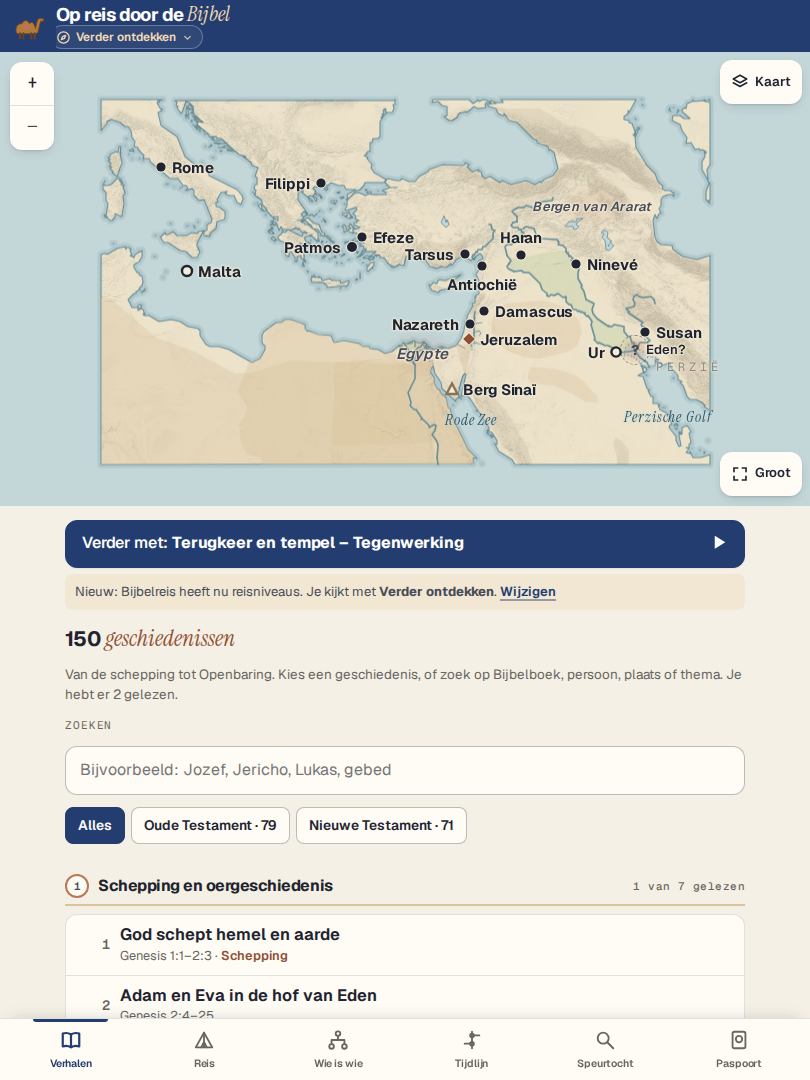 Op reis door de Bijbel
Verder ontdekken
+
−
Kaart
Rome
Filippi
Bergen van Ararat
Efeze
Patmos
Tarsus
Haran
Ninevé
Malta
Antiochië
Damascus
Nazareth
Susan
Jeruzalem
Ur
?
Eden?
Egypte
PERZIË
Berg Sinaï
Rode Zee
Perzische Golf
Groot
Verder met: Terugkeer en tempel – Tegenwerking
Nieuw: Bijbelreis heeft nu reisniveaus. Je kijkt met Verder ontdekken. Wijzigen
150 geschiedenissen
Van de schepping tot Openbaring. Kies een geschiedenis, of zoek op Bijbelboek, persoon, plaats of thema. Je
hebt er 2 gelezen.
ZOEKEN
Bijvoorbeeld: Jozef, Jericho, Lukas, gebed
Alles
Oude Testament · 79
Nieuwe Testament · 71
1 Schepping en oergeschiedenis
1 van 7 gelezen
1 God schept hemel en aarde
Genesis 1:1–2:3 · Schepping
2 Adam en Eva in de hof van Eden
Genesis 2:4–25
Verhalen
Reis
Wie is wie
Tijdlijn
Speurtocht
Paspoort